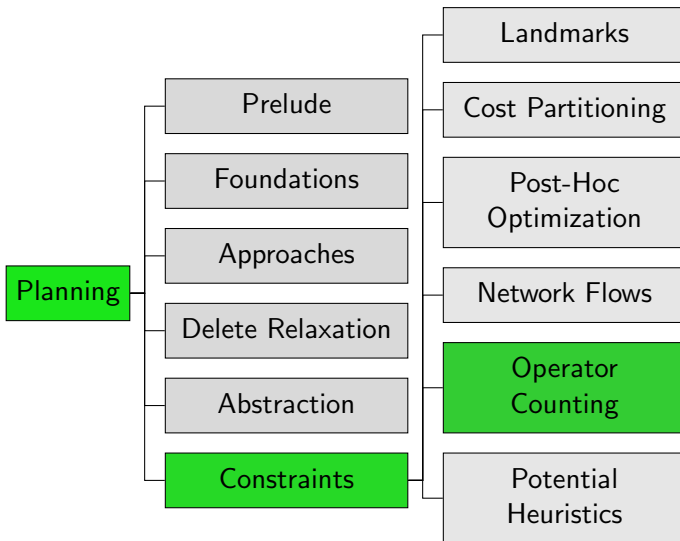 Planning
Prelude
Foundations
Approaches
Delete Relaxation
Abstraction
Constraints
Landmarks
Cost Partitioning
Post-Hoc
Optimization
Network Flows
Operator
Counting
Potential
Heuristics